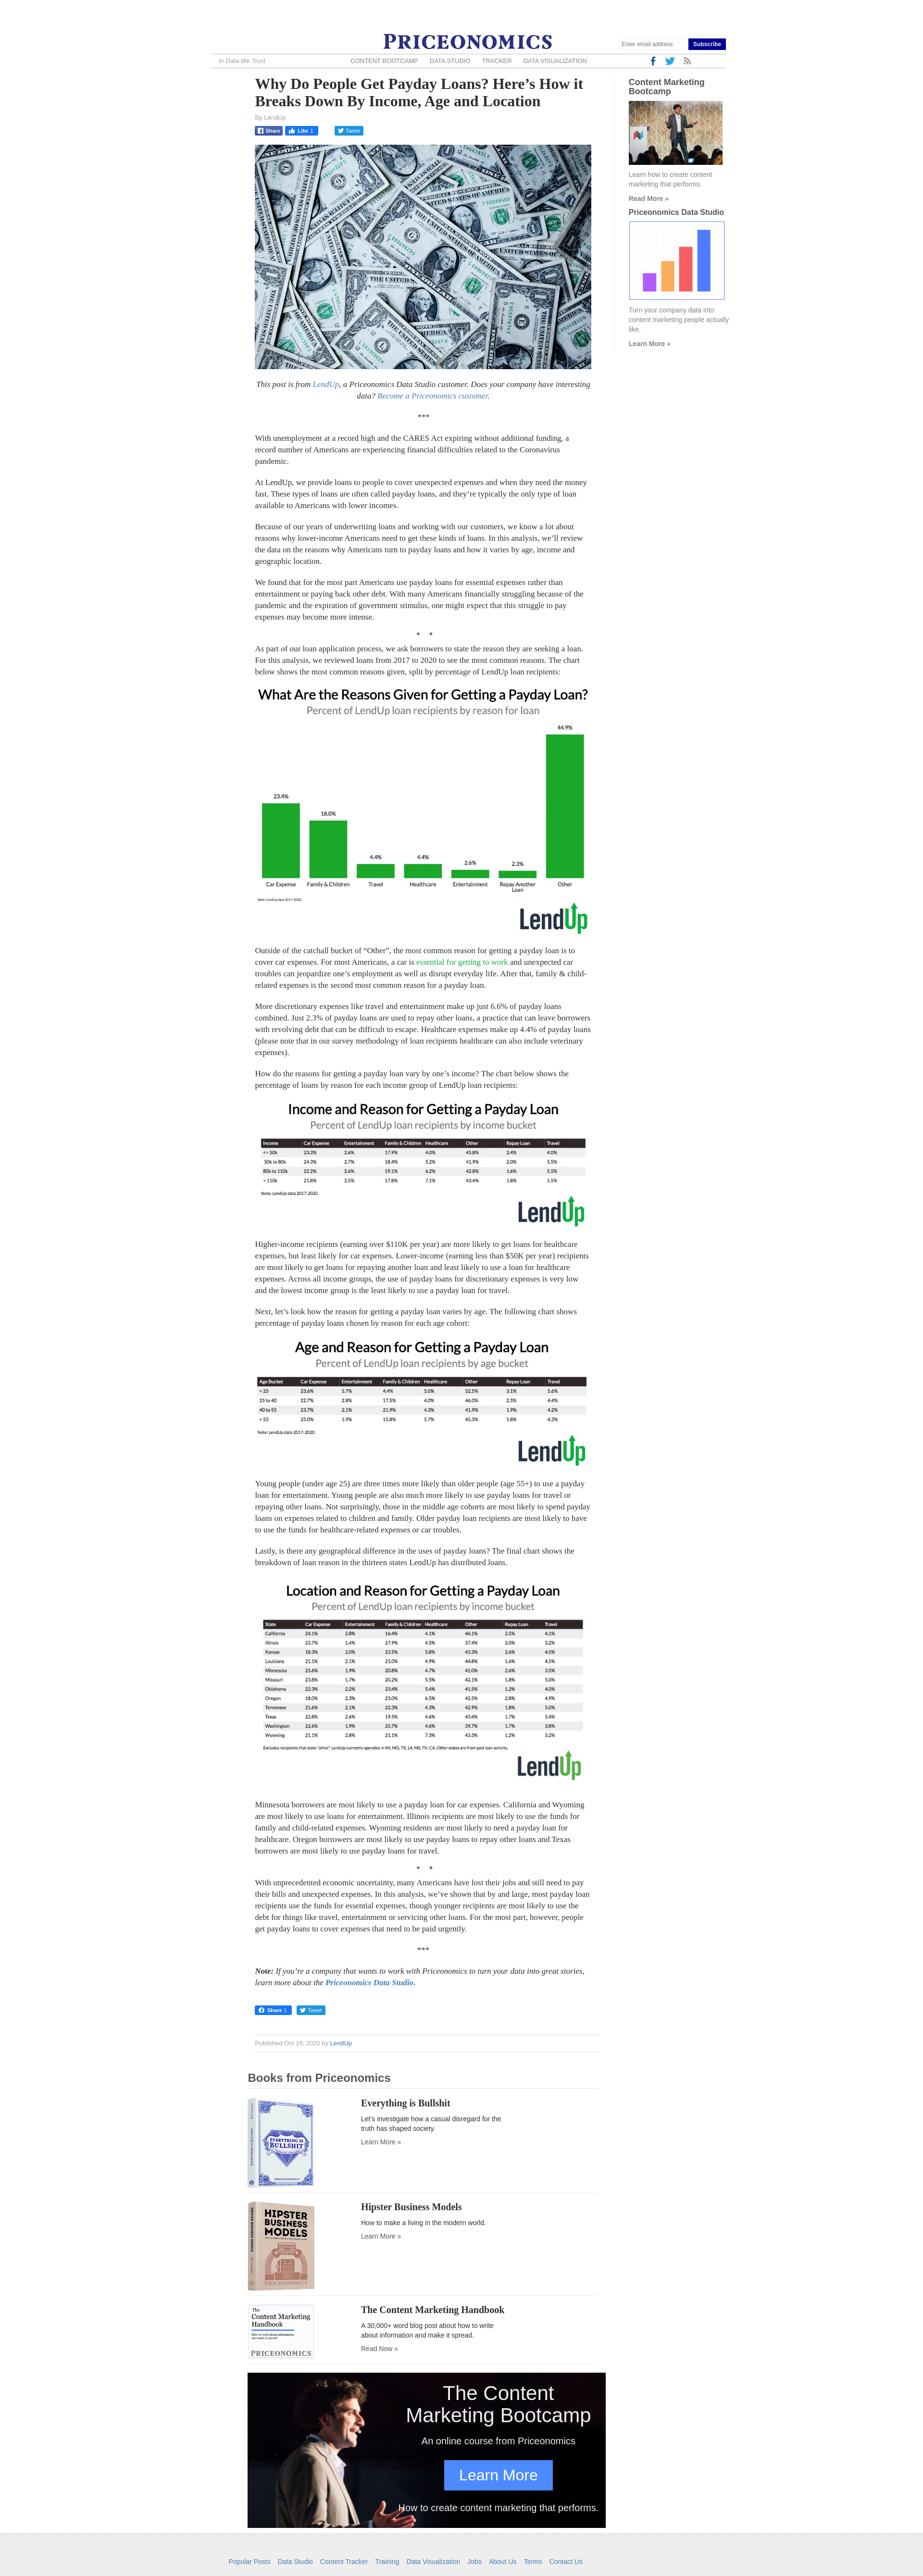 PRICEONOMICS
Enter email address
Subscribe
In Data We Trust
CONTENT BOOTCAMP
DATA STUDIO
TRACKER
DATA VISUALIZATION
Why Do People Get Payday Loans? Here’s How it
Breaks Down By Income, Age and Location
By LendUp
Share
Like 1
Tweet
This post is from LendUp, a Priceonomics Data Studio customer. Does your company have interesting
data? Become a Priceonomics customer.
***
With unemployment at a record high and the CARES Act expiring without additional funding, a
record number of Americans are experiencing financial difficulties related to the Coronavirus
pandemic.
At LendUp, we provide loans to people to cover unexpected expenses and when they need the money
fast. These types of loans are often called payday loans, and they’re typically the only type of loan
available to Americans with lower incomes.
Because of our years of underwriting loans and working with our customers, we know a lot about
reasons why lower-income Americans need to get these kinds of loans. In this analysis, we’ll review
the data on the reasons why Americans turn to payday loans and how it varies by age, income and
geographic location.
We found that for the most part Americans use payday loans for essential expenses rather than
entertainment or paying back other debt. With many Americans financially struggling because of the
pandemic and the expiration of government stimulus, one might expect that this struggle to pay
expenses may become more intense.
* *
As part of our loan application process, we ask borrowers to state the reason they are seeking a loan.
For this analysis, we reviewed loans from 2017 to 2020 to see the most common reasons. The chart
below shows the most common reasons given, split by percentage of LendUp loan recipients:
What Are the Reasons Given for Getting a Payday Loan?
Percent of LendUp loan recipients by reason for loan
23.4%
18.0%
4.4%
4.4%
2.6%
2.3%
44.9%
Car Expense
Family & Children
Travel
Healthcare
Entertainment
Repay Another
Loan
Other
Note: LendUp data 2017-2020.
LendUp
Outside of the catchall bucket of “Other”, the most common reason for getting a payday loan is to
cover car expenses. For most Americans, a car is essential for getting to work and unexpected car
troubles can jeopardize one’s employment as well as disrupt everyday life. After that, family & child-
related expenses is the second most common reason for a payday loan.
More discretionary expenses like travel and entertainment make up just 6.6% of payday loans
combined. Just 2.3% of payday loans are used to repay other loans, a practice that can leave borrowers
with revolving debt that can be difficult to escape. Healthcare expenses make up 4.4% of payday loans
(please note that in our survey methodology of loan recipients healthcare can also include veterinary
expenses).
How do the reasons for getting a payday loan vary by one’s income? The chart below shows the
percentage of loans by reason for each income group of LendUp loan recipients:
Income and Reason for Getting a Payday Loan
Percent of LendUp loan recipients by income bucket
Income Car Expense Entertainment Family & Children Healthcare Other Repay Loan Travel
<= 50k 23.3% 2.6% 17.9% 4.0% 45.8% 2.4% 4.0%
50k to 80k 24.3% 2.7% 18.4% 5.2% 41.9% 2.0% 5.5%
80k to 110k 22.2% 2.6% 19.1% 6.2% 42.8% 1.6% 5.5%
> 110k 21.8% 2.5% 17.8% 7.1% 43.4% 1.8% 5.5%
Note: LendUp data 2017-2020.
LendUp
Higher-income recipients (earning over $110K per year) are more likely to get loans for healthcare
expenses, but least likely for car expenses. Lower-income (earning less than $50K per year) recipients
are most likely to get loans for repaying another loan and least likely to use a loan for healthcare
expenses. Across all income groups, the use of payday loans for discretionary expenses is very low
and the lowest income group is the least likely to use a payday loan for travel.
Next, let’s look how the reason for getting a payday loan varies by age. The following chart shows
percentage of payday loans chosen by reason for each age cohort:
Age and Reason for Getting a Payday Loan
Percent of LendUp loan recipients by age bucket
Age Bucket Car Expense Entertainment Family & Children Healthcare Other Repay Loan Travel
< 25 23.6% 5.7% 4.4% 5.0% 52.5% 3.1% 5.6%
25 to 40 22.7% 2.8% 17.5% 4.0% 46.0% 2.5% 4.4%
40 to 55 23.7% 2.1% 21.9% 4.3% 41.9% 1.9% 4.2%
> 55 25.0% 1.9% 15.8% 5.7% 45.3% 1.8% 4.3%
Note: LendUp data 2017-2020.
LendUp
Young people (under age 25) are three times more likely than older people (age 55+) to use a payday
loan for entertainment. Young people are also much more likely to use payday loans for travel or
repaying other loans. Not surprisingly, those in the middle age cohorts are most likely to spend payday
loans on expenses related to children and family. Older payday loan recipients are most likely to have
to use the funds for healthcare-related expenses or car troubles.
Lastly, is there any geographical difference in the uses of payday loans? The final chart shows the
breakdown of loan reason in the thirteen states LendUp has distributed loans.
Location and Reason for Getting a Payday Loan
Percent of LendUp loan recipients by income bucket
State Car Expense Entertainment Family & Children Healthcare Other Repay Loan Travel
California 24.1% 2.8% 16.4% 4.1% 46.1% 2.5% 4.1%
Illinois 23.7% 1.4% 27.9% 4.5% 37.4% 2.0% 3.2%
Kansas 18.3% 2.0% 23.5% 5.8% 43.3% 2.6% 4.5%
Louisiana 21.1% 2.1% 21.0% 4.9% 44.8% 1.6% 4.5%
Minnesota 25.6% 1.9% 20.8% 4.7% 41.0% 2.6% 3.5%
Missouri 23.8% 1.7% 20.2% 5.5% 42.1% 1.8% 5.0%
Oklahoma 22.3% 2.2% 23.4% 5.4% 41.5% 1.2% 4.0%
Oregon 18.0% 2.3% 23.0% 6.5% 42.5% 2.8% 4.9%
Tennessee 21.6% 2.1% 22.3% 4.3% 42.9% 1.8% 5.0%
Texas 22.8% 2.6% 19.5% 4.6% 43.4% 1.7% 5.4%
Washington 22.6% 1.9% 25.7% 4.6% 39.7% 1.7% 3.8%
Wyoming 21.1% 2.8% 21.1% 7.3% 43.3% 1.2% 3.2%
Excludes recipients that state "other." LendUp currently operates in WI, MO, TX, LA, MS, TN, CA. Other states are from past loan activity.
LendUp
Minnesota borrowers are most likely to use a payday loan for car expenses. California and Wyoming
are most likely to use loans for entertainment. Illinois recipients are most likely to use the funds for
family and child-related expenses. Wyoming residents are most likely to need a payday loan for
healthcare. Oregon borrowers are most likely to use payday loans to repay other loans and Texas
borrowers are most likely to use payday loans for travel.
* *
With unprecedented economic uncertainty, many Americans have lost their jobs and still need to pay
their bills and unexpected expenses. In this analysis, we’ve shown that by and large, most payday loan
recipients use the funds for essential expenses, though younger recipients are most likely to use the
debt for things like travel, entertainment or servicing other loans. For the most part, however, people
get payday loans to cover expenses that need to be paid urgently.
***
Note: If you’re a company that wants to work with Priceonomics to turn your data into great stories,
learn more about the Priceonomics Data Studio.
Share 1
Tweet
Published Oct 19, 2020 by LendUp
Content Marketing
Bootcamp
Learn how to create content
marketing that performs.
Read More »
Priceonomics Data Studio
Turn your company data into
content marketing people actually
like.
Learn More »
Books from Priceonomics
EVERYTHING IS
BULLSHIT
PRICEONOMICS
Everything is Bullshit
Let’s investigate how a casual disregard for the
truth has shaped society.
Learn More »
HIPSTER
BUSINESS
MODELS
PRICEONOMICS
Hipster Business Models
How to make a living in the modern world.
Learn More »
The
Content Marketing
Handbook
How to write about information
and make it spread
PRICEONOMICS
The Content Marketing Handbook
A 30,000+ word blog post about how to write
about information and make it spread.
Read Now »
The Content
Marketing Bootcamp
An online course from Priceonomics
Learn More
How to create content marketing that performs.
Popular Posts
Data Studio
Content Tracker
Training
Data Visualization
Jobs
About Us
Terms
Contact Us